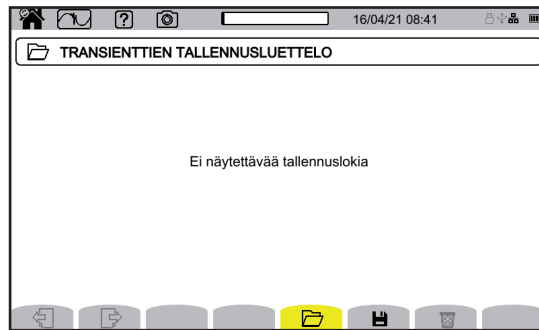 16/04/21 08:41
TRANSIENTTIEN TALLENNUSLUETTELO
Ei näytettävää tallennuslokia